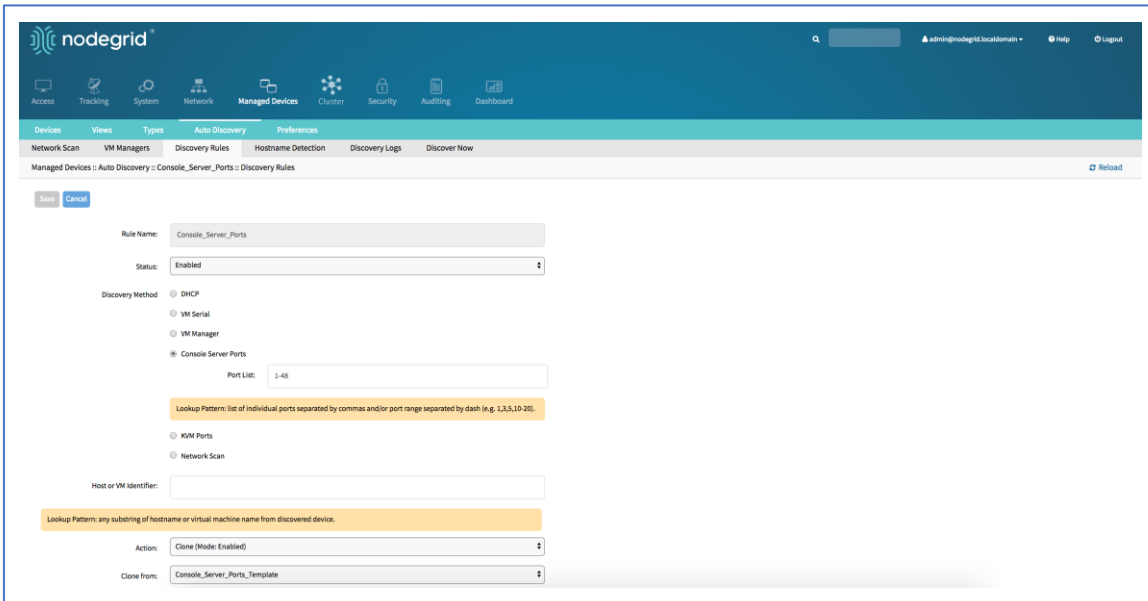 nodegrid®
admin@nodegrid.localdomain Help Logout
Access Tracking System Network Managed Devices Cluster Security Auditing Dashboard
Devices Views Types Auto Discovery Preferences
Network Scan VM Managers Discovery Rules Hostname Detection Discovery Logs Discover Now
Managed Devices :: Auto Discovery :: Console_Server_Ports :: Discovery Rules Reload
Save Cancel
Rule Name: Console_Server_Ports
Status: Enabled
Discovery Method DHCP
VM Serial
VM Manager
Console Server Ports
Port List: 1-48
Lookup Pattern: list of individual ports separated by commas and/or port range separated by dash (e.g. 1,3,5,10-20).
KVM Ports
Network Scan
Host or VM Identifier:
Lookup Pattern: any substring of hostname or virtual machine name from discovered device.
Action: Clone (Mode: Enabled)
Clone from: Console_Server_Ports_Template